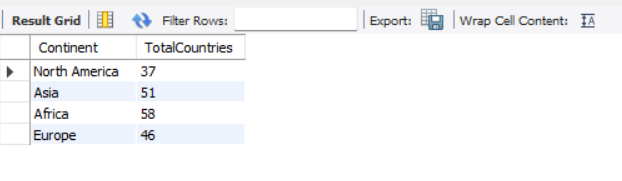 Result Grid Filter Rows: Export: Wrap Cell Content: IA
Continent TotalCountries
North America 37
Asia 51
Africa 58
Europe 46